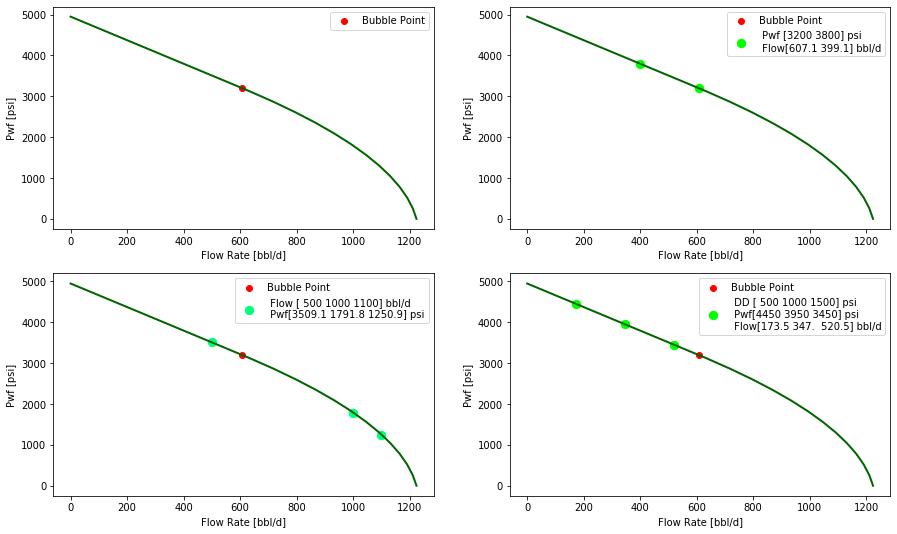 Bubble Point
5000
4000
3000
2000
1000
0
Pwf [psi]
0 200 400 600 800 1000 1200
Flow Rate [bbl/d]
Bubble Point
Pwf [3200 3800] psi
Flow[607.1 399.1] bbl/d
5000
4000
3000
2000
1000
0
Pwf [psi]
0 200 400 600 800 1000 1200
Flow Rate [bbl/d]
Bubble Point
Flow [ 500 1000 1100] bbl/d
Pwf[3509.1 1791.8 1250.9] psi
5000
4000
3000
2000
1000
0
Pwf [psi]
0 200 400 600 800 1000 1200
Flow Rate [bbl/d]
Bubble Point
DD [ 500 1000 1500] psi
Pwf[4450 3950 3450] psi
Flow[173.5 347.  520.5] bbl/d
5000
4000
3000
2000
1000
0
Pwf [psi]
0 200 400 600 800 1000 1200
Flow Rate [bbl/d]